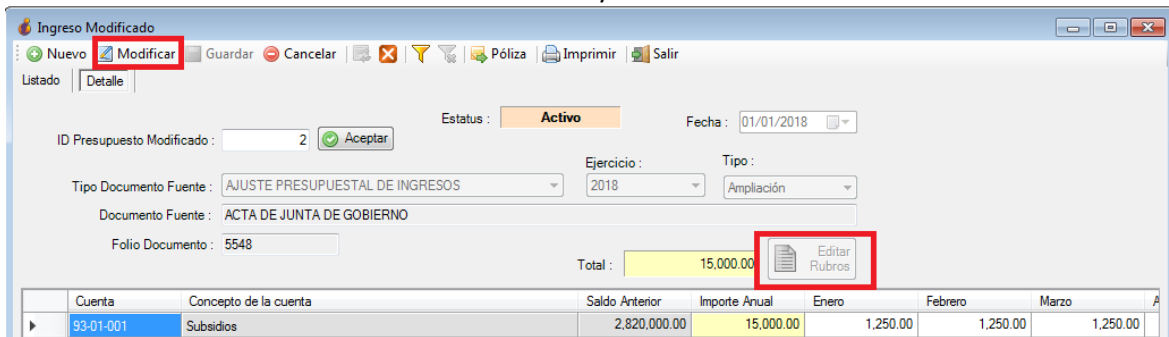 Ingreso Modificado
Nuevo Modificar Guardar Cancelar Póliza Imprimir Salir
Listado Detalle
Estatus : Activo Fecha : 01/01/2018
ID Presupuesto Modificado : 2 Aceptar
Ejercicio : Tipo :
Tipo Documento Fuente : AJUSTE PRESUPUESTAL DE INGRESOS 2018 Ampliación
Documento Fuente : ACTA DE JUNTA DE GOBIERNO
Folio Documento : 5548
Total : 15,000.00 Editar Rubros
Cuenta Concepto de la cuenta Saldo Anterior Importe Anual Enero Febrero Marzo A
93-01-001 Subsidios 2,820,000.00 15,000.00 1,250.00 1,250.00 1,250.00